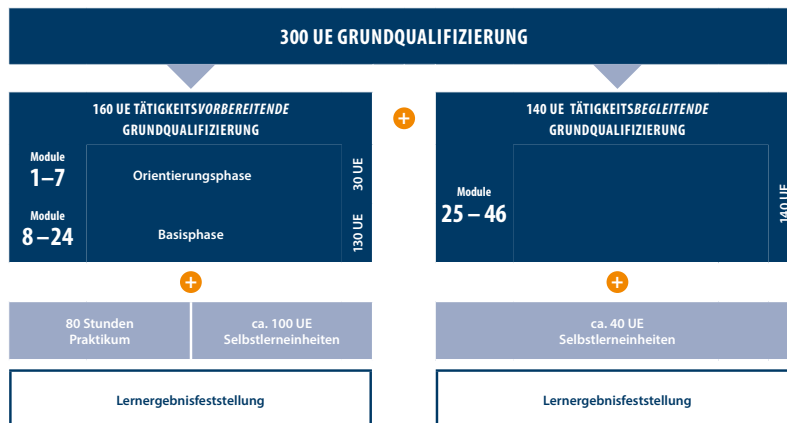 300 UE GRUNDQUALIFIZIERUNG
160 UE TÄTIGKEITSVORBEREITENDE
GRUNDQUALIFIZIERUNG
Module
1–7
Orientierungsphase
30 UE
Module
8–24
Basisphase
130 UE
+
80 Stunden
Praktikum
ca. 100 UE
Selbstlerneinheiten
Lernergebnisfeststellung
+
140 UE TÄTIGKEITSBEGLEITENDE
GRUNDQUALIFIZIERUNG
Module
25 – 46
140 UE
+
ca. 40 UE
Selbstlerneinheiten
Lernergebnisfeststellung